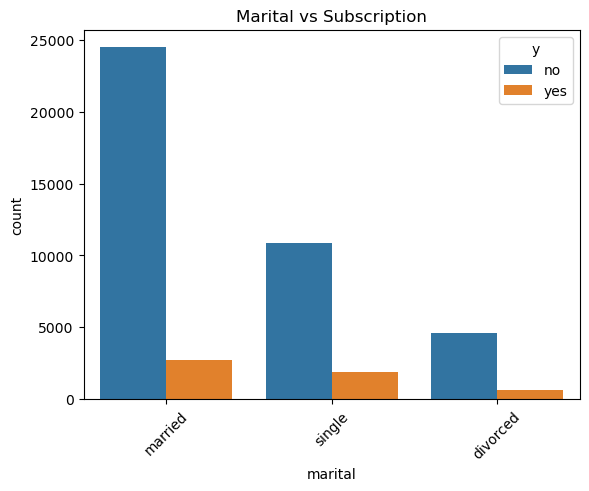 Marital vs Subscription
y
no
yes
count
25000
20000
15000
10000
5000
0
married
single
divorced
marital